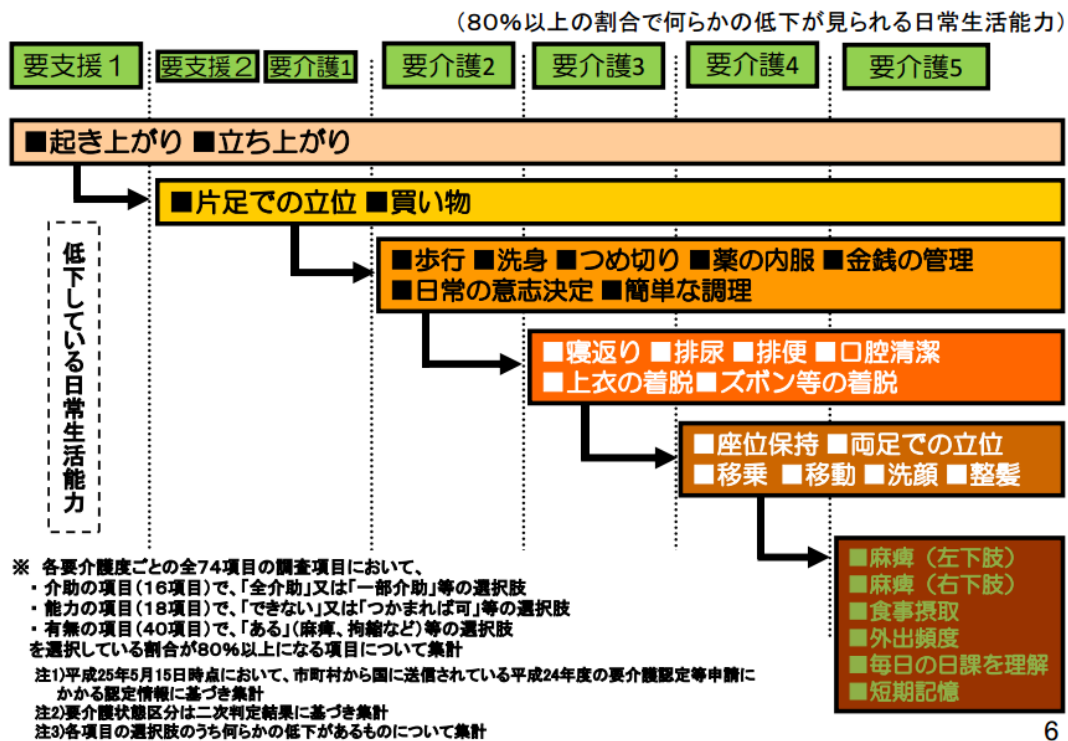 （80%以上の割合で何らかの低下が見られる日常生活能力）
要支援１ 要支援２ 要介護1 要介護2 要介護3 要介護4 要介護5
■起き上がり ■立ち上がり
■片足での立位 ■買い物
低下している日常生活能力
■歩行 ■洗身 ■つめ切り ■薬の内服 ■金銭の管理
■日常の意志決定 ■簡単な調理
■寝返り ■排尿 ■排便 ■口腔清潔
■上衣の着脱■ズボン等の着脱
■座位保持 ■両足での立位
■移乗 ■移動 ■洗顔 ■整髪
■麻痺（左下肢）
■麻痺（右下肢）
■食事摂取
■外出頻度
■毎日の日課を理解
■短期記憶
※ 各要介護度ごとの全74項目の調査項目において、
・介助の項目（16項目）で、「全介助」又は「一部介助」等の選択肢
・能力の項目（18項目）で、「できない」又は「つかまれば可」等の選択肢
・有無の項目（40項目）で、「ある」（麻痺、拘縮など）等の選択肢
を選択している割合が80%以上になる項目について集計
注1)平成25年5月15日時点において、市町村から国に送信されている平成24年度の要介護認定等申請に
かかる認定情報に基づき集計
注2)要介護状態区分は二次判定結果に基づき集計
注3)各項目の選択肢のうち何らかの低下があるものについて集計
6